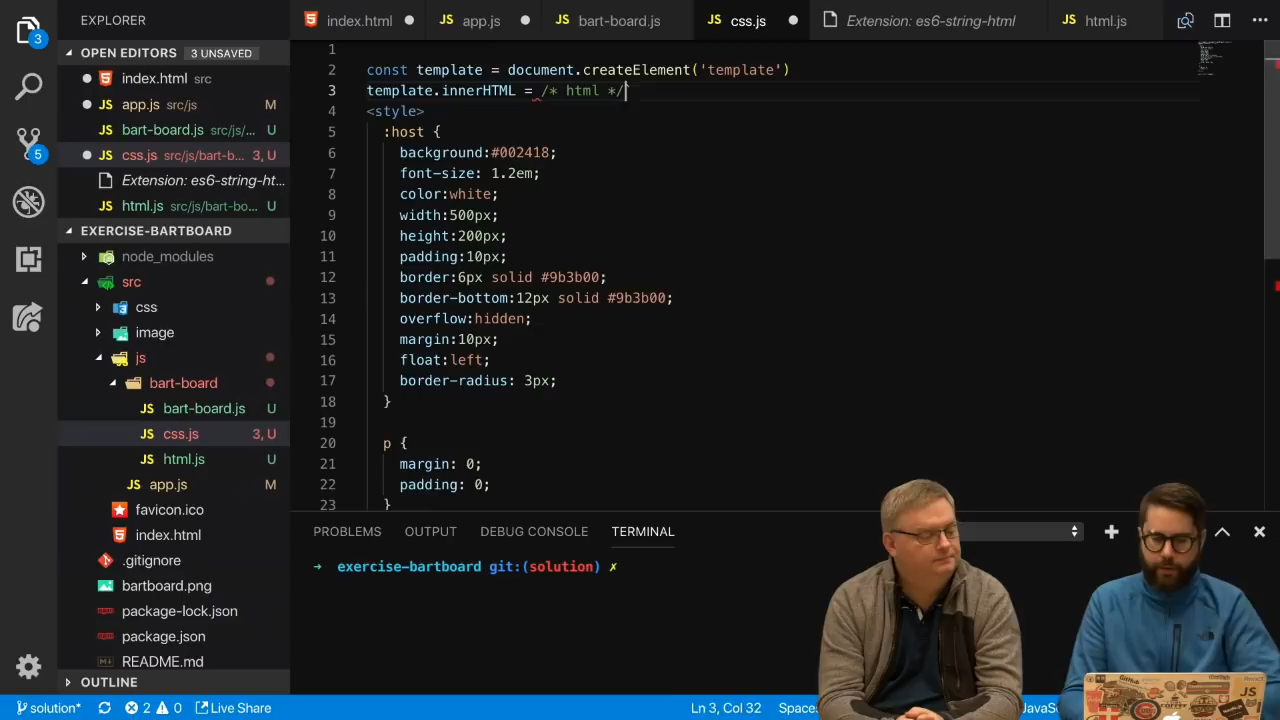 EXPLORER
index.html
app.js
bart-board.js
css.js
Extension: es6-string-html
html.js
OPEN EDITORS 3 UNSAVED
index.html src
app.js src/js M
bart-board.js src/js/... U
css.js src/js/bart-b... 3, U
Extension: es6-string-ht...
html.js src/js/bart-bo... U
EXERCISE-BARTBOARD
node_modules
src
css
image
js
bart-board
bart-board.js U
css.js 3, U
html.js U
app.js M
favicon.ico
index.html
.gitignore
bartboard.png
package-lock.json
package.json
README.md
OUTLINE
3
5
1
2 const template = document.createElement('template')
3 template.innerHTML = /* html */
4 <style>
5 :host {
6 background:#002418;
7 font-size: 1.2em;
8 color:white;
9 width:500px;
10 height:200px;
11 padding:10px;
12 border:6px solid #9b3b00;
13 border-bottom:12px solid #9b3b00;
14 overflow:hidden;
15 margin:10px;
16 float:left;
17 border-radius: 3px;
18 }
19
20 p {
21 margin: 0;
22 padding: 0;
23 }
PROBLEMS OUTPUT DEBUG CONSOLE TERMINAL
→ exercise-bartboard git:(solution) ✗
solution* 2 0 Live Share
Ln 3, Col 32